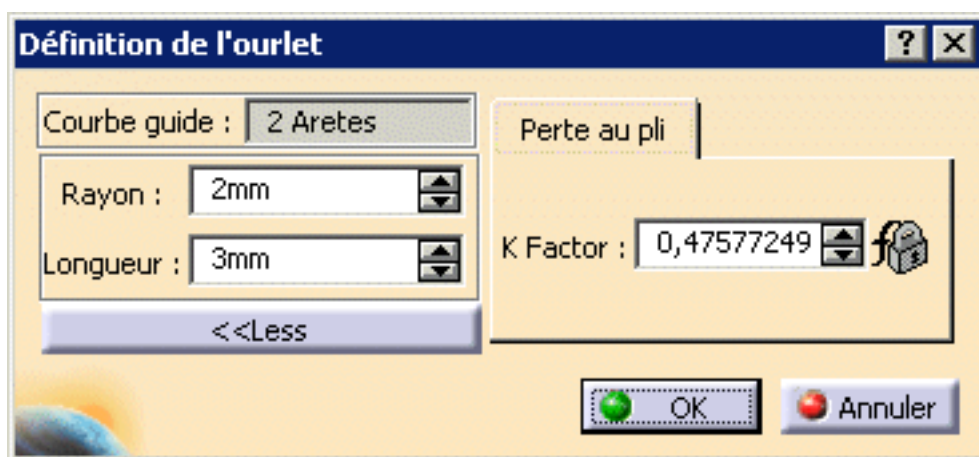 Définition de l'ourlet
Courbe guide : 2 Aretes
Rayon : 2mm
Longueur : 3mm
<<Less
Perte au pli
K Factor : 0,47577249
OK
Annuler